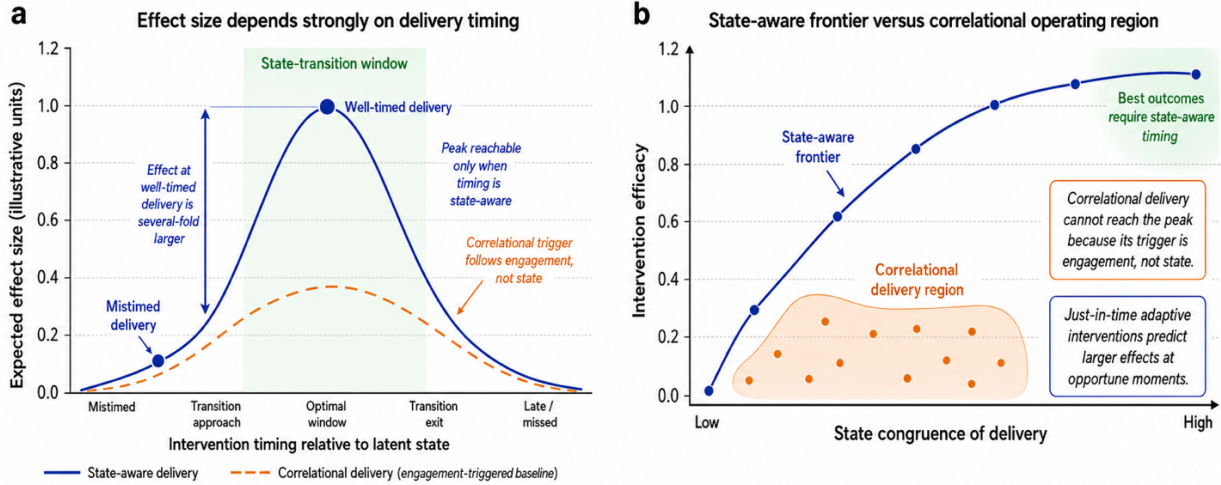 a
Effect size depends strongly on delivery timing
Expected effect size (illustrative units)
1.2
1.0
0.8
0.6
0.4
0.2
0.0
State-transition window
Well-timed delivery
Effect at
well-timed
delivery is
several-fold
larger
Peak reachable
only when
timing is
state-aware
Correlational trigger
follows engagement,
not state
Mistimed
delivery
Mistimed
Transition
approach
Optimal
window
Transition
exit
Late /
missed
Intervention timing relative to latent state
State-aware delivery
Correlational delivery (engagement-triggered baseline)
b
State-aware frontier versus correlational operating region
Intervention efficacy
1.2
1.0
0.8
0.6
0.4
0.2
0.0
Best outcomes
require state-aware
timing
State-aware
frontier
Correlational delivery
cannot reach the peak
because its trigger is
engagement, not state.
Correlational
delivery region
Just-in-time adaptive
interventions predict
larger effects at
opportune moments.
Low
High
State congruence of delivery